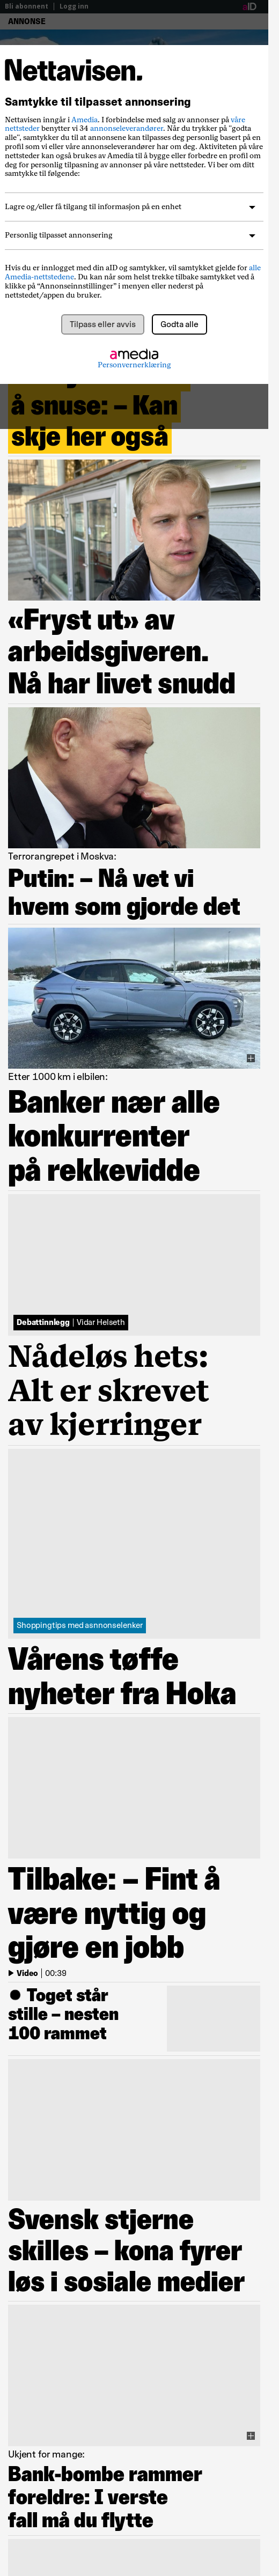 Bli abonnent | Logg inn
aID
ANNONSE
Nettavisen.
Samtykke til tilpasset annonsering
Nettavisen inngår i Amedia. I forbindelse med salg av annonser på våre
nettsteder benytter vi 34 annonseleverandører. Når du trykker på "godta
alle", samtykker du til at annonser kan tilpasses deg personlig basert på en
profil som vi eller våre annonseleverandører har om deg. Aktiviteten på våre
nettsteder kan også brukes av Amedia til å bygge eller forbedre en profil om
deg for personlig tilpasning av annonser på våre nettsteder. Vi ber om ditt
samtykke til følgende:
Lagre og/eller få tilgang til informasjon på en enhet
Personlig tilpasset annonsering
Hvis du er innlogget med din aID og samtykker, vil samtykket gjelde for alle
Amedia-nettstedene. Du kan når som helst trekke tilbake samtykket ved å
klikke på “Annonseinnstillinger” i menyen eller nederst på
nettstedet/appen du bruker.
Tilpass eller avvis
Godta alle
amedia
Personvernerklæring
å snuse: – Kan
skje her også
«Fryst ut» av
arbeidsgiveren.
Nå har livet snudd
Terrorangrepet i Moskva:
Putin: – Nå vet vi
hvem som gjorde det
Etter 1000 km i elbilen:
Banker nær alle
konkurrenter
på rekkevidde
Debattinnlegg | Vidar Helseth
Nådeløs hets:
Alt er skrevet
av kjerringer
Shoppingtips med asnnonselenker
Vårens tøffe
nyheter fra Hoka
Tilbake: – Fint å
være nyttig og
gjøre en jobb
Video | 00:39
● Toget står
stille – nesten
100 rammet
Svensk stjerne
skilles – kona fyrer
løs i sosiale medier
Ukjent for mange:
Bank-bombe rammer
foreldre: I verste
fall må du flytte